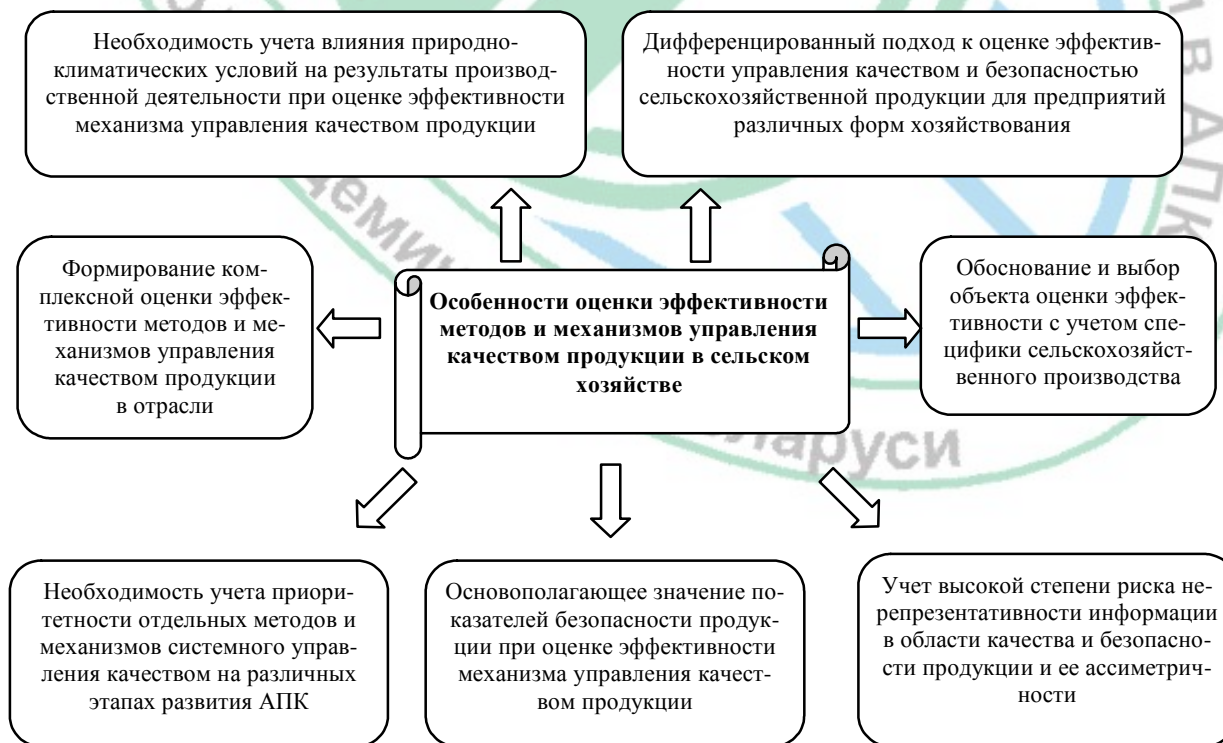 Необходимость учета влияния природно-
климатических условий на результаты производ-
ственной деятельности при оценке эффективности
механизма управления качеством продукции
Дифференцированный подход к оценке эффектив-
ности управления качеством и безопасностью
сельскохозяйственной продукции для предприятий
различных форм хозяйствования
Формирование ком-
плексной оценки эффек-
тивности методов и ме-
ханизмов управления
качеством продукции
в отрасли
Особенности оценки эффективности
методов и механизмов управления
качеством продукции в сельском
хозяйстве
Обоснование и выбор
объекта оценки эффек-
тивности с учетом спе-
цифики сельскохозяйст-
венного производства
Необходимость учета приори-
тетности отдельных методов и
механизмов системного управ-
ления качеством на различных
этапах развития АПК
Основополагающее значение по-
казателей безопасности продук-
ции при оценке эффективности
механизма управления качест-
вом продукции
Учет высокой степени риска не-
репрезентативности информации
в области качества и безопасно-
сти продукции и ее ассиметрич-
ности
АПК